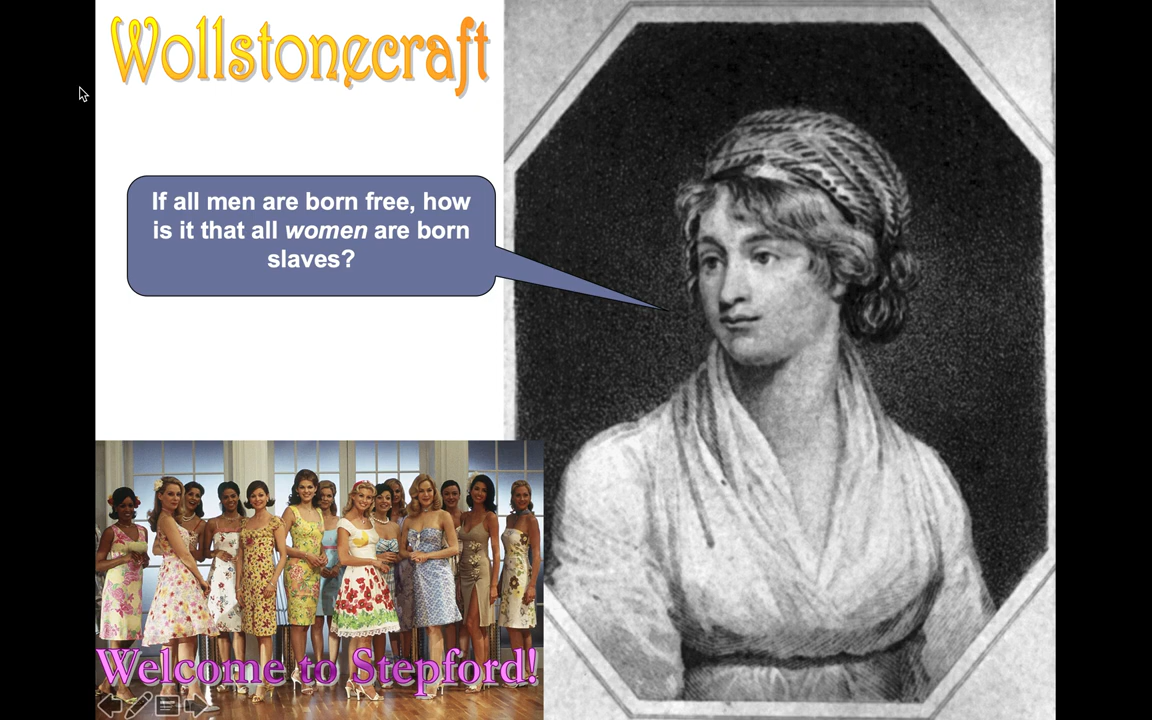 Wollstonecraft
If all men are born free, how
is it that all women are born
slaves?
Welcome to Stepford!